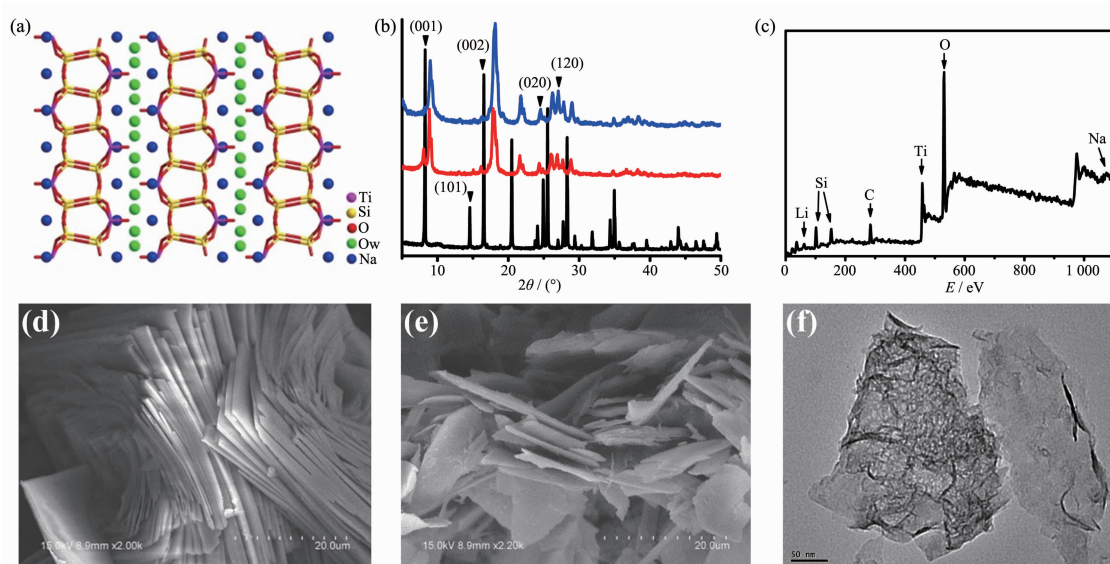 (a)
Ti
Si
O
Ow
Na
(b)
(001)
(002)
(120)
(020)
(101)
5 10 20 30 40 50
2θ / (°)
(c)
O
Na
Ti
Si
C
Li
0 200 400 600 800 1 000
E / eV
(d)
15.0kV 8.9mm x2.00k 20.0um
(e)
15.0kV 8.9mm x2.20k 20.0um
(f)
50 nm